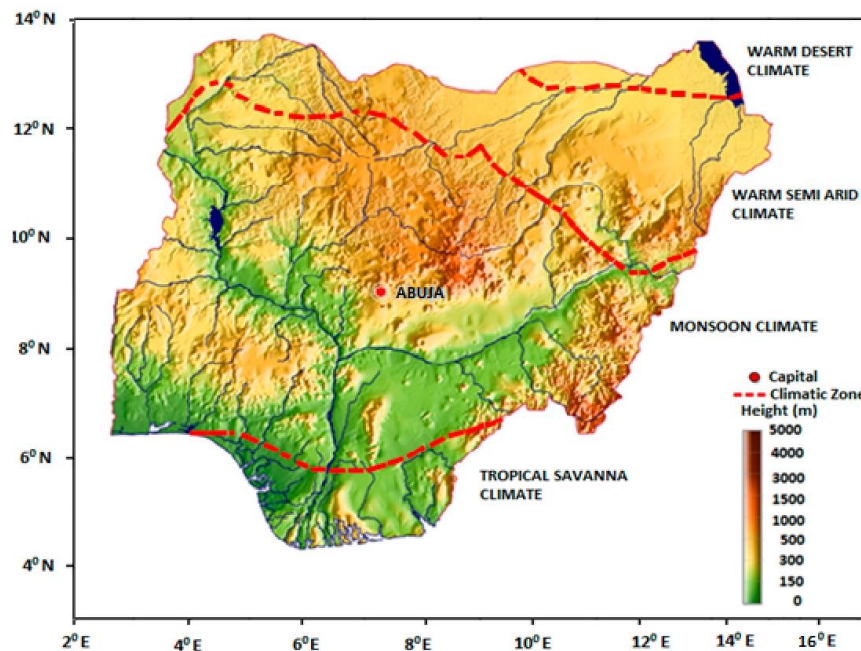 14⁰ N
WARM DESERT
CLIMATE
12⁰ N
WARM SEMI ARID
CLIMATE
10⁰ N
ABUJA
MONSOON CLIMATE
8⁰ N
Capital
Climatic Zone
Height (m)
5000
4000
3000
1500
1000
500
300
150
0
6⁰ N
TROPICAL SAVANNA
CLIMATE
4⁰ N
2⁰ E
4⁰ E
6⁰ E
8⁰ E
10⁰ E
12⁰ E
14⁰ E
16⁰ E